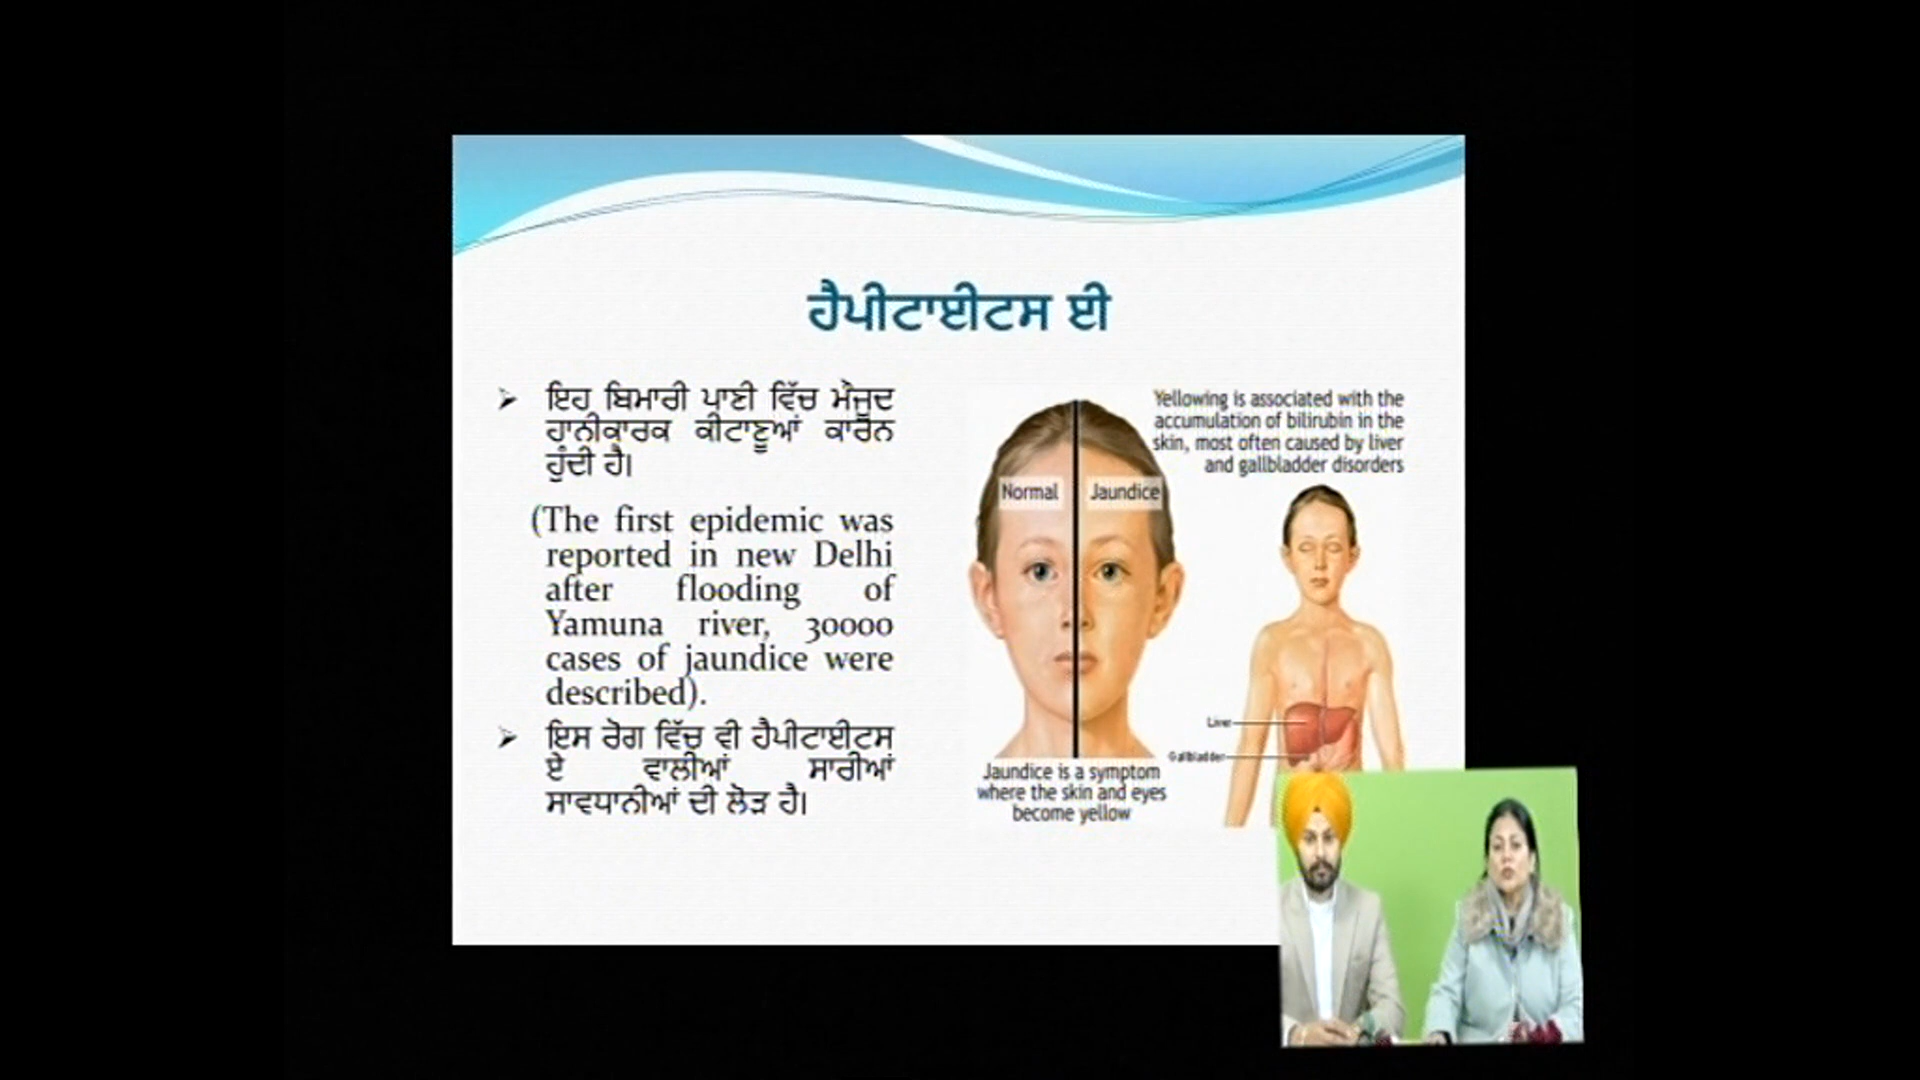 ਹੈਪੀਟਾਈਟਸ ਈ
➢ ਇਹ ਬਿਮਾਰੀ ਪਾਣੀ ਵਿੱਚ ਮੌਜੂਦ
ਹਾਨੀਕਾਰਕ ਕੀਟਾਣੂਆਂ ਕਾਰਨ
ਹੁੰਦੀ ਹੈ।
(The first epidemic was
reported in new Delhi
after flooding of
Yamuna river, 30000
cases of jaundice were
described).
➢ ਇਸ ਰੋਗ ਵਿੱਚ ਵੀ ਹੈਪੀਟਾਈਟਸ
ਏ ਵਾਲੀਆਂ ਸਾਰੀਆਂ
ਸਾਵਧਾਨੀਆਂ ਦੀ ਲੋੜ ਹੈ।
Yellowing is associated with the
accumulation of bilirubin in the
skin, most often caused by liver
and gallbladder disorders
Normal
Jaundice
Liver
Gallbladder
Jaundice is a symptom
where the skin and eyes
become yellow